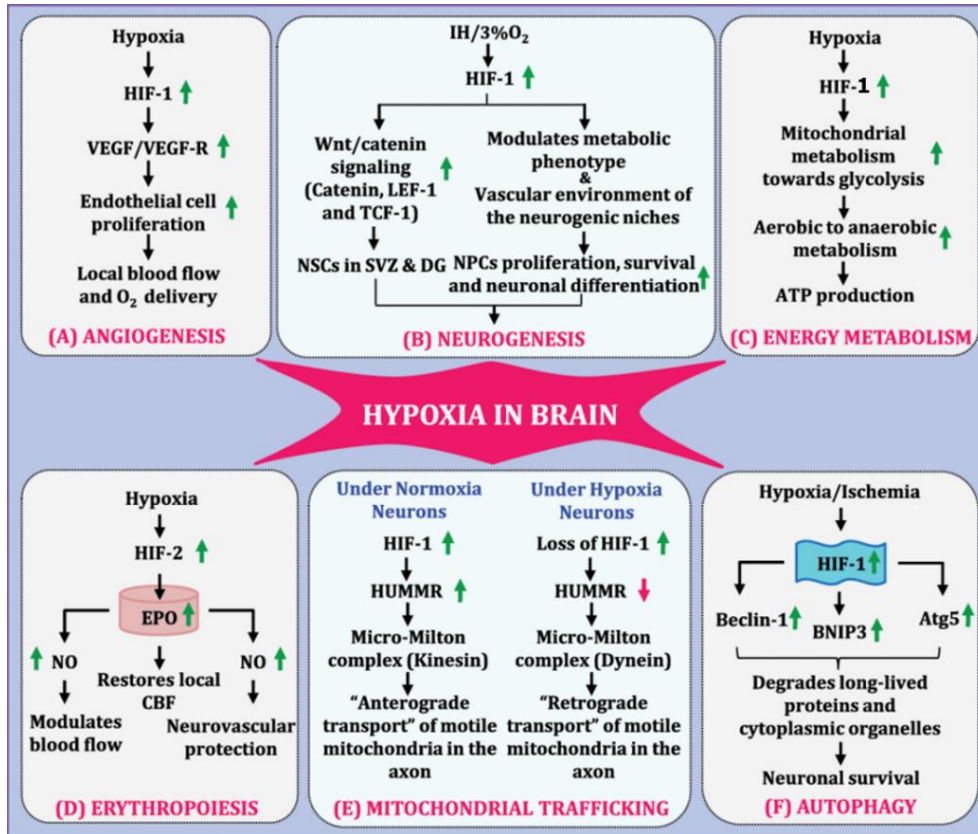 Hypoxia
HIF-1
VEGF/VEGF-R
Endothelial cell
proliferation
Local blood flow
and O₂ delivery
(A) ANGIOGENESIS
IH/3%O₂
HIF-1
Wnt/catenin
signaling
(Catenin, LEF-1
and TCF-1)
NSCs in SVZ & DG
Modulates metabolic
phenotype
&
Vascular environment of
the neurogenic niches
NPCs proliferation, survival
and neuronal differentiation
(B) NEUROGENESIS
Hypoxia
HIF-1
Mitochondrial
metabolism
towards glycolysis
Aerobic to anaerobic
metabolism
ATP production
(C) ENERGY METABOLISM
HYPOXIA IN BRAIN
Hypoxia
HIF-2
EPO
NO
Modulates
blood flow
Restores local
CBF
NO
Neurovascular
protection
(D) ERYTHROPOIESIS
Under Normoxia
Neurons
HIF-1
HUMMR
Micro-Milton
complex (Kinesin)
“Anterograde
transport” of motile
mitochondria in the
axon
Under Hypoxia
Neurons
Loss of HIF-1
HUMMR
Micro-Milton
complex (Dynein)
“Retrograde
transport” of motile
mitochondria in the
axon
(E) MITOCHONDRIAL TRAFFICKING
Hypoxia/Ischemia
HIF-1
Beclin-1
BNIP3
Atg5
Degrades long-lived
proteins and
cytoplasmic organelles
Neuronal survival
(F) AUTOPHAGY